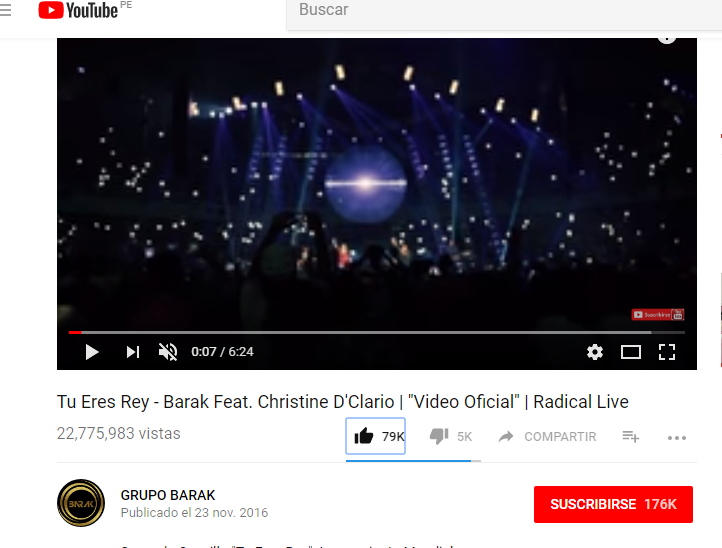 YouTube PE
Buscar
Suscribirse
0:07 / 6:24
Tu Eres Rey - Barak Feat. Christine D'Clario | "Video Oficial" | Radical Live
22,775,983 vistas
79K
5K
COMPARTIR
BARAK
GRUPO BARAK
Publicado el 23 nov. 2016
SUSCRIBIRSE 176K